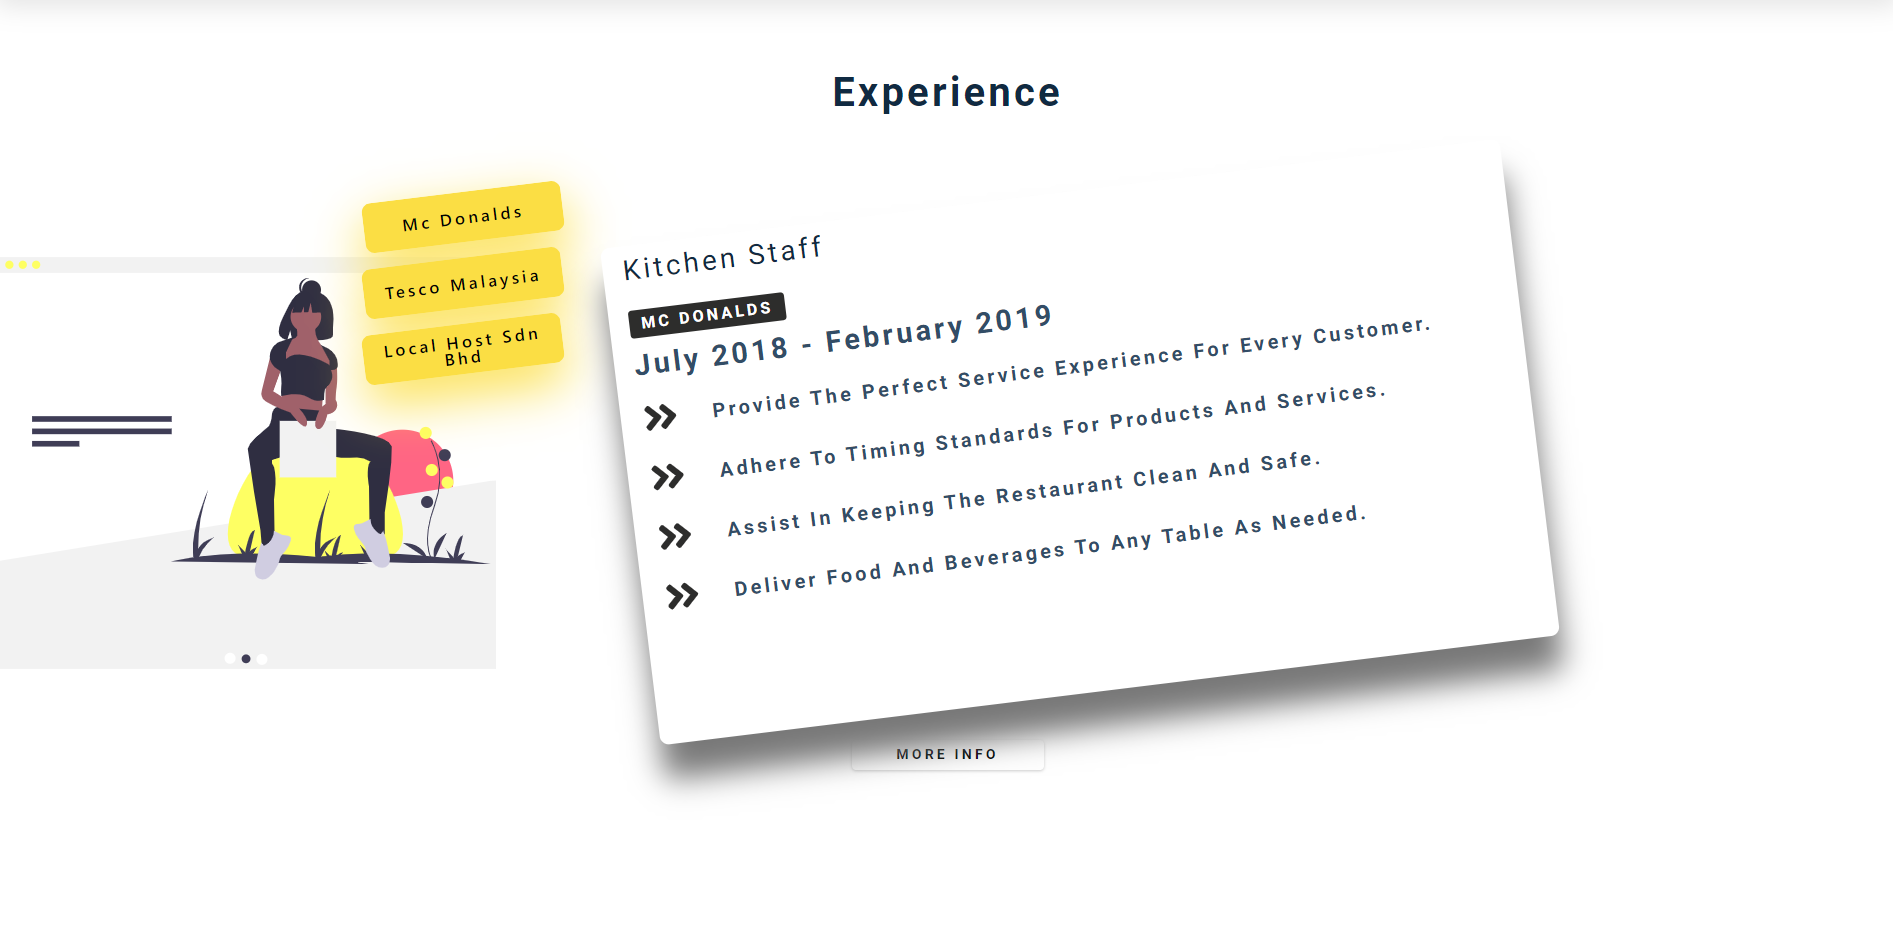 Experience
Mc Donalds
Tesco Malaysia
Local Host Sdn
Bhd
Kitchen Staff
MC DONALDS
July 2018 - February 2019
Provide The Perfect Service Experience For Every Customer.
Adhere To Timing Standards For Products And Services.
Assist In Keeping The Restaurant Clean And Safe.
Deliver Food And Beverages To Any Table As Needed.
MORE INFO